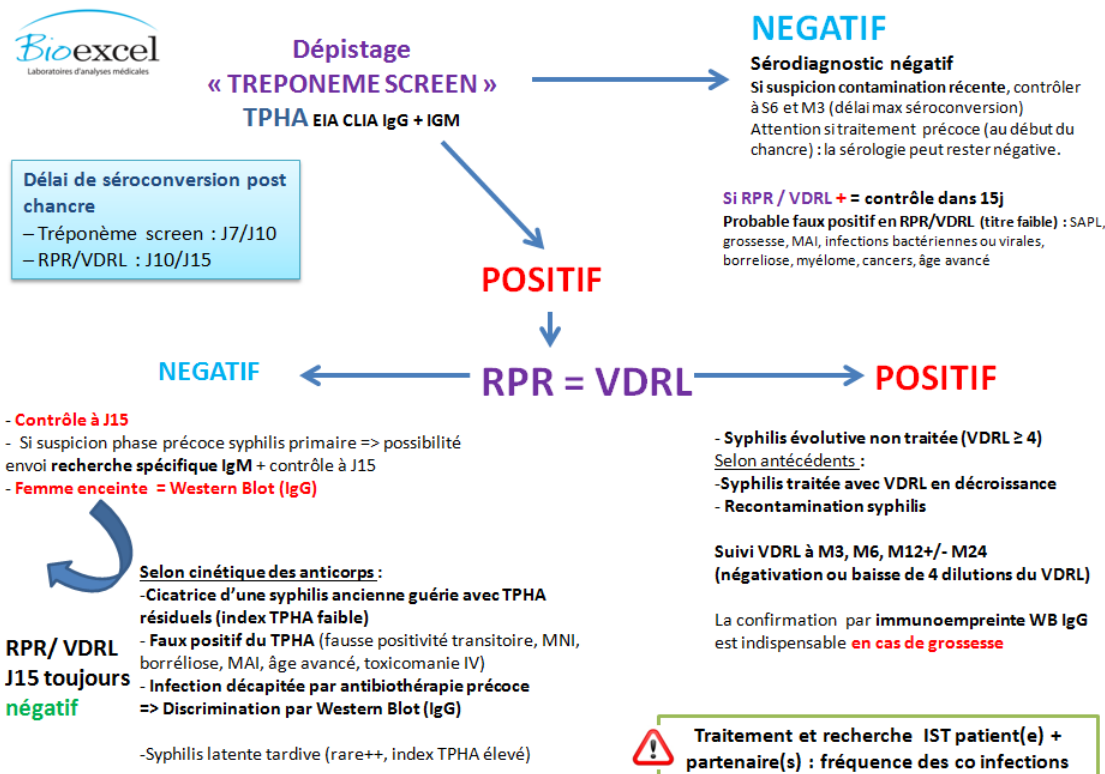 Bioexcel
Laboratoires d'analyses médicales
Dépistage
« TREPONEME SCREEN »
TPHA EIA CLIA IgG + IGM
NEGATIF
Sérodiagnostic négatif
Si suspicion contamination récente, contrôler
à S6 et M3 (délai max séroconversion)
Attention si traitement précoce (au début du
chancre) : la sérologie peut rester négative.
Si RPR / VDRL + = contrôle dans 15j
Probable faux positif en RPR/VDRL (titre faible) : SAPL,
grossesse, MAI, infections bactériennes ou virales,
borreliose, myélome, cancers, âge avancé
Délai de séroconversion post
chancre
– Tréponème screen : J7/J10
– RPR/VDRL : J10/J15
POSITIF
NEGATIF
RPR = VDRL
POSITIF
- Contrôle à J15
- Si suspicion phase précoce syphilis primaire => possibilité
envoi recherche spécifique IgM + contrôle à J15
- Femme enceinte = Western Blot (IgG)
- Syphilis évolutive non traitée (VDRL ≥ 4)
Selon antécédents :
-Syphilis traitée avec VDRL en décroissance
- Recontamination syphilis
Suivi VDRL à M3, M6, M12+/- M24
(négativation ou baisse de 4 dilutions du VDRL)
La confirmation par immunoempreinte WB IgG
est indispensable en cas de grossesse
RPR/ VDRL
J15 toujours
négatif
Selon cinétique des anticorps :
-Cicatrice d'une syphilis ancienne guérie avec TPHA
résiduels (index TPHA faible)
- Faux positif du TPHA (fausse positivité transitoire, MNI,
borréliose, MAI, âge avancé, toxicomanie IV)
- Infection décapitée par antibiothérapie précoce
=> Discrimination par Western Blot (IgG)
-Syphilis latente tardive (rare++, index TPHA élevé)
Traitement et recherche IST patient(e) +
partenaire(s) : fréquence des co infections